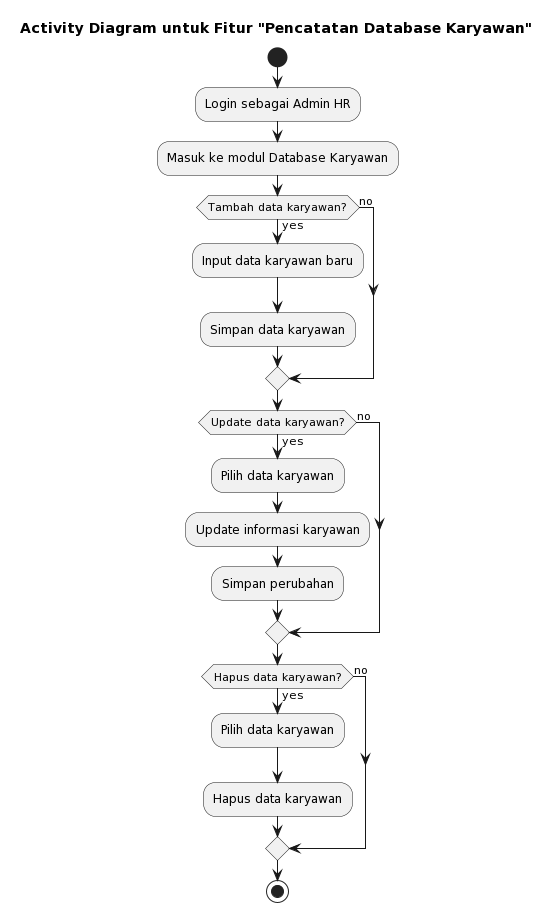 Activity Diagram untuk Fitur "Pencatatan Database Karyawan"
Login sebagai Admin HR
Masuk ke modul Database Karyawan
Tambah data karyawan?
no
yes
Input data karyawan baru
Simpan data karyawan
Update data karyawan?
no
yes
Pilih data karyawan
Update informasi karyawan
Simpan perubahan
Hapus data karyawan?
no
yes
Pilih data karyawan
Hapus data karyawan